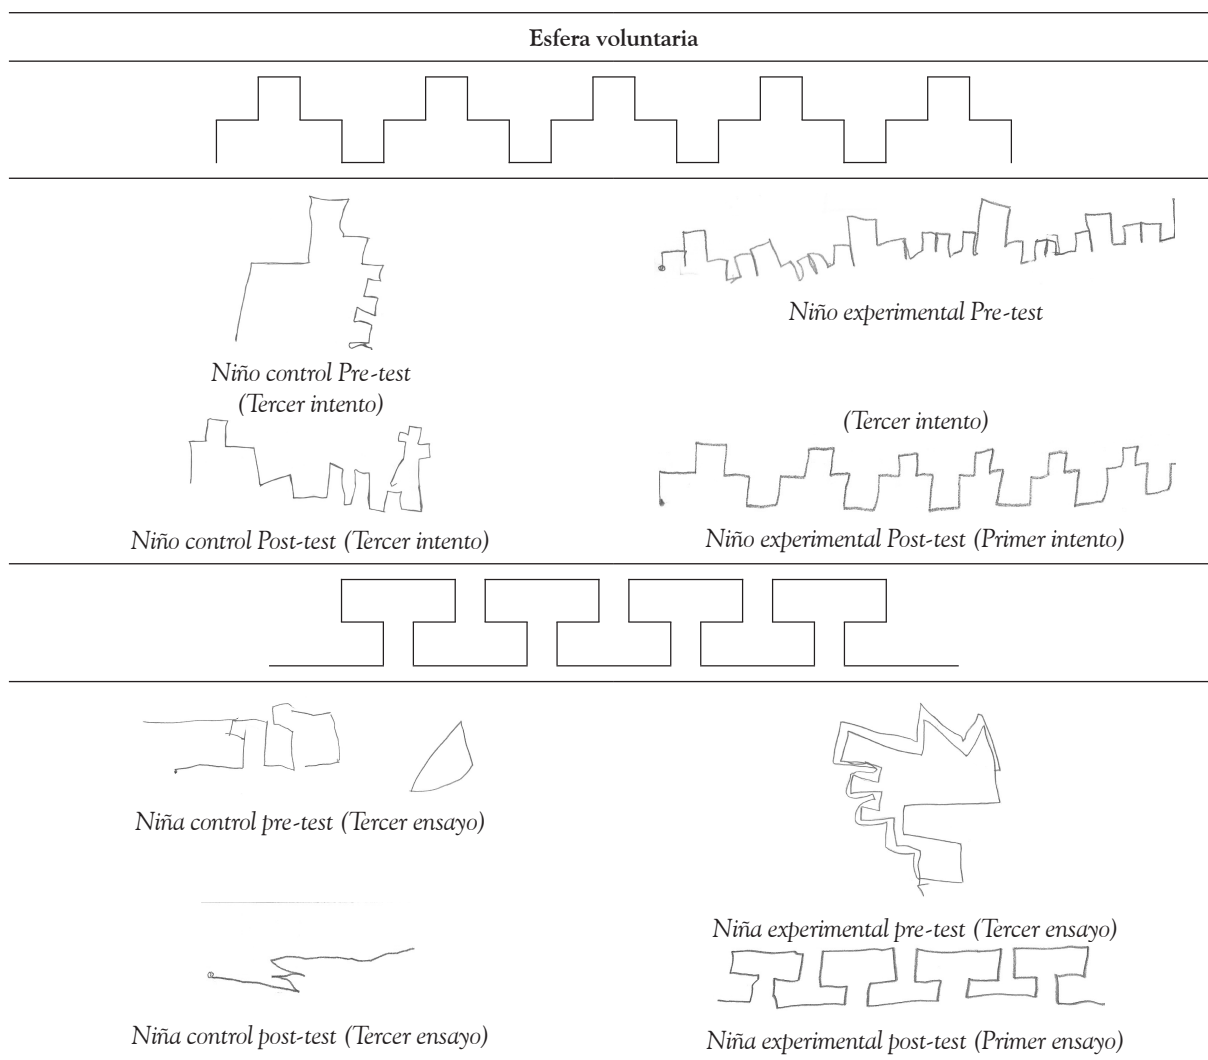 Esfera voluntaria
Niño experimental Pre-test
Niño control Pre-test
(Tercer intento)
(Tercer intento)
Niño control Post-test (Tercer intento)
Niño experimental Post-test (Primer intento)
Niña control pre-test (Tercer ensayo)
Niña experimental pre-test (Tercer ensayo)
Niña control post-test (Tercer ensayo)
Niña experimental post-test (Primer ensayo)